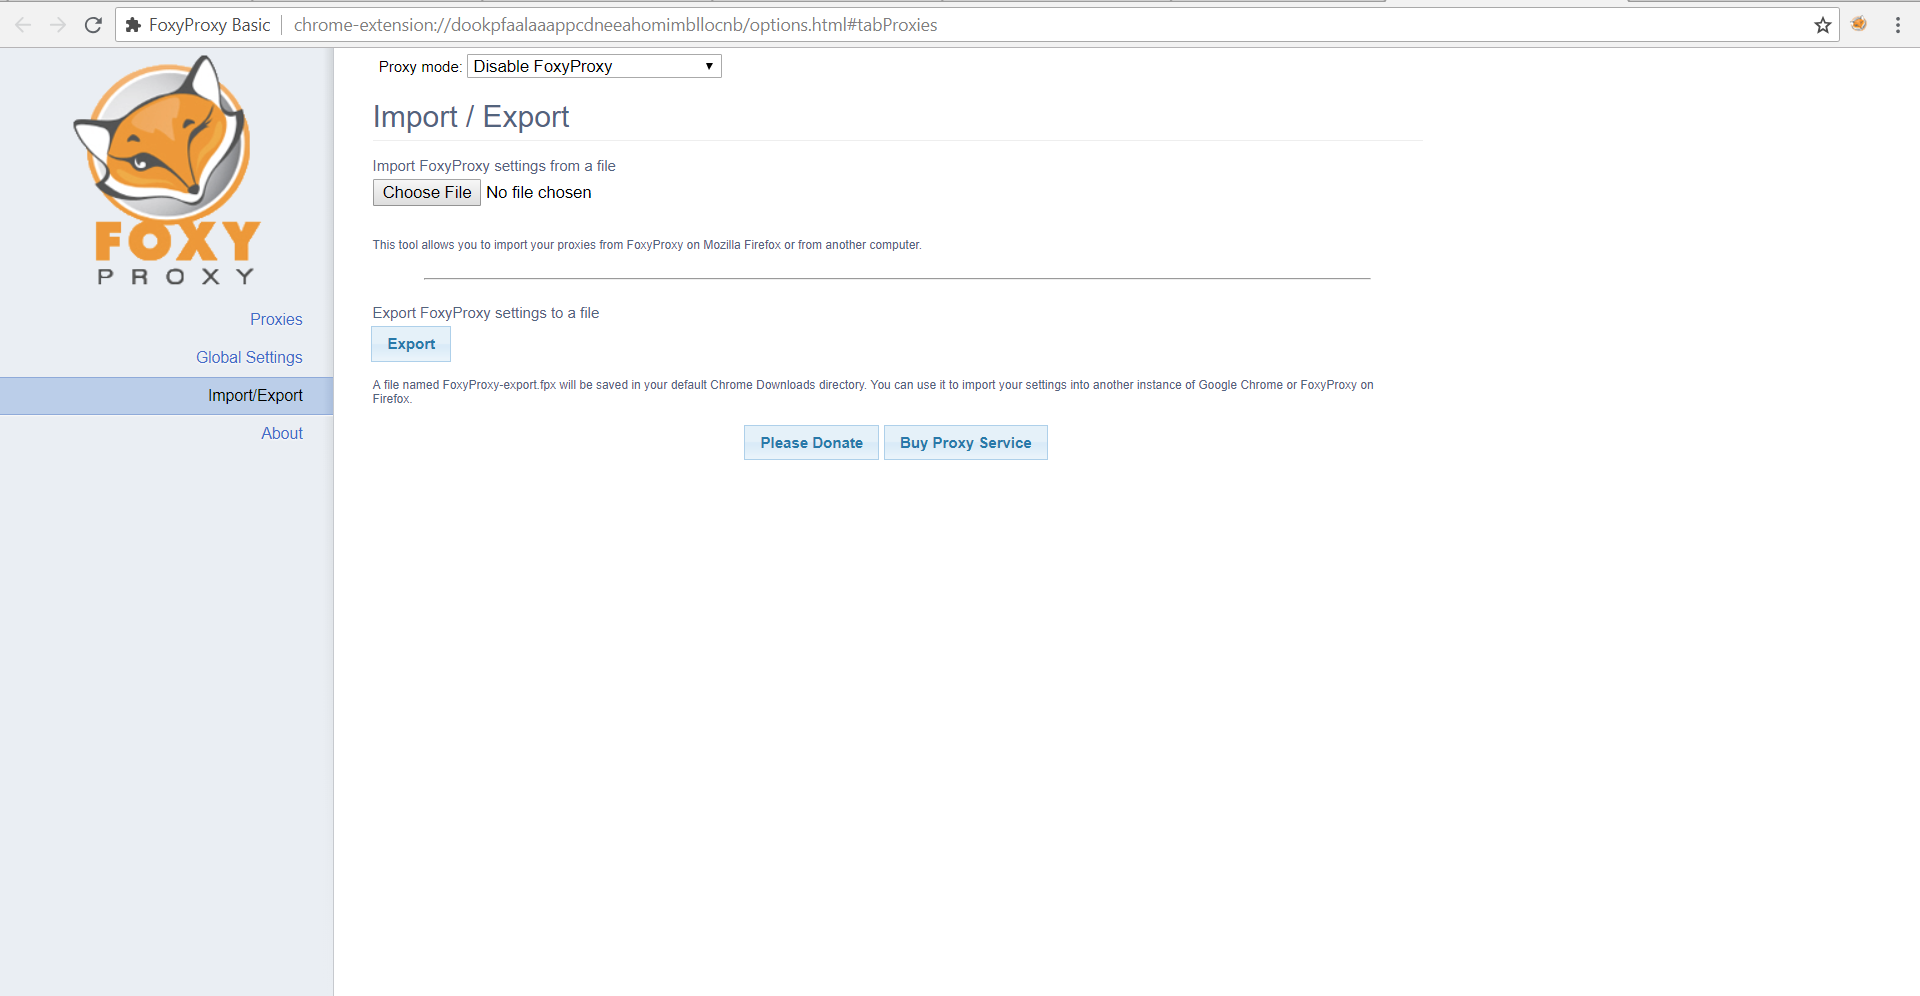 FoxyProxy Basic chrome-extension://dookpfaalaaappcdneeahomimbllocnb/options.html#tabProxies
FOXY
PROXY
Proxies
Global Settings
Import/Export
About
Proxy mode: Disable FoxyProxy
Import / Export
Import FoxyProxy settings from a file
Choose File No file chosen
This tool allows you to import your proxies from FoxyProxy on Mozilla Firefox or from another computer.
Export FoxyProxy settings to a file
Export
A file named FoxyProxy-export.fpx will be saved in your default Chrome Downloads directory. You can use it to import your settings into another instance of Google Chrome or FoxyProxy on
Firefox.
Please Donate Buy Proxy Service